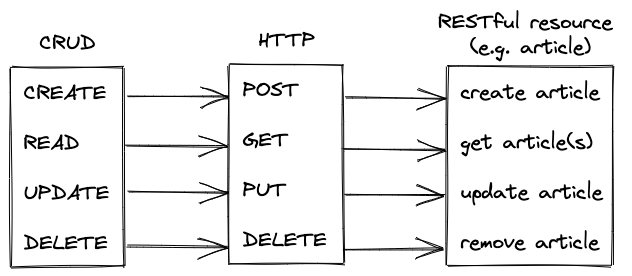 CRUD
CREATE
READ
UPDATE
DELETE
HTTP
POST
GET
PUT
DELETE
RESTful resource
(e.g. article)
create article
get article(s)
update article
remove article